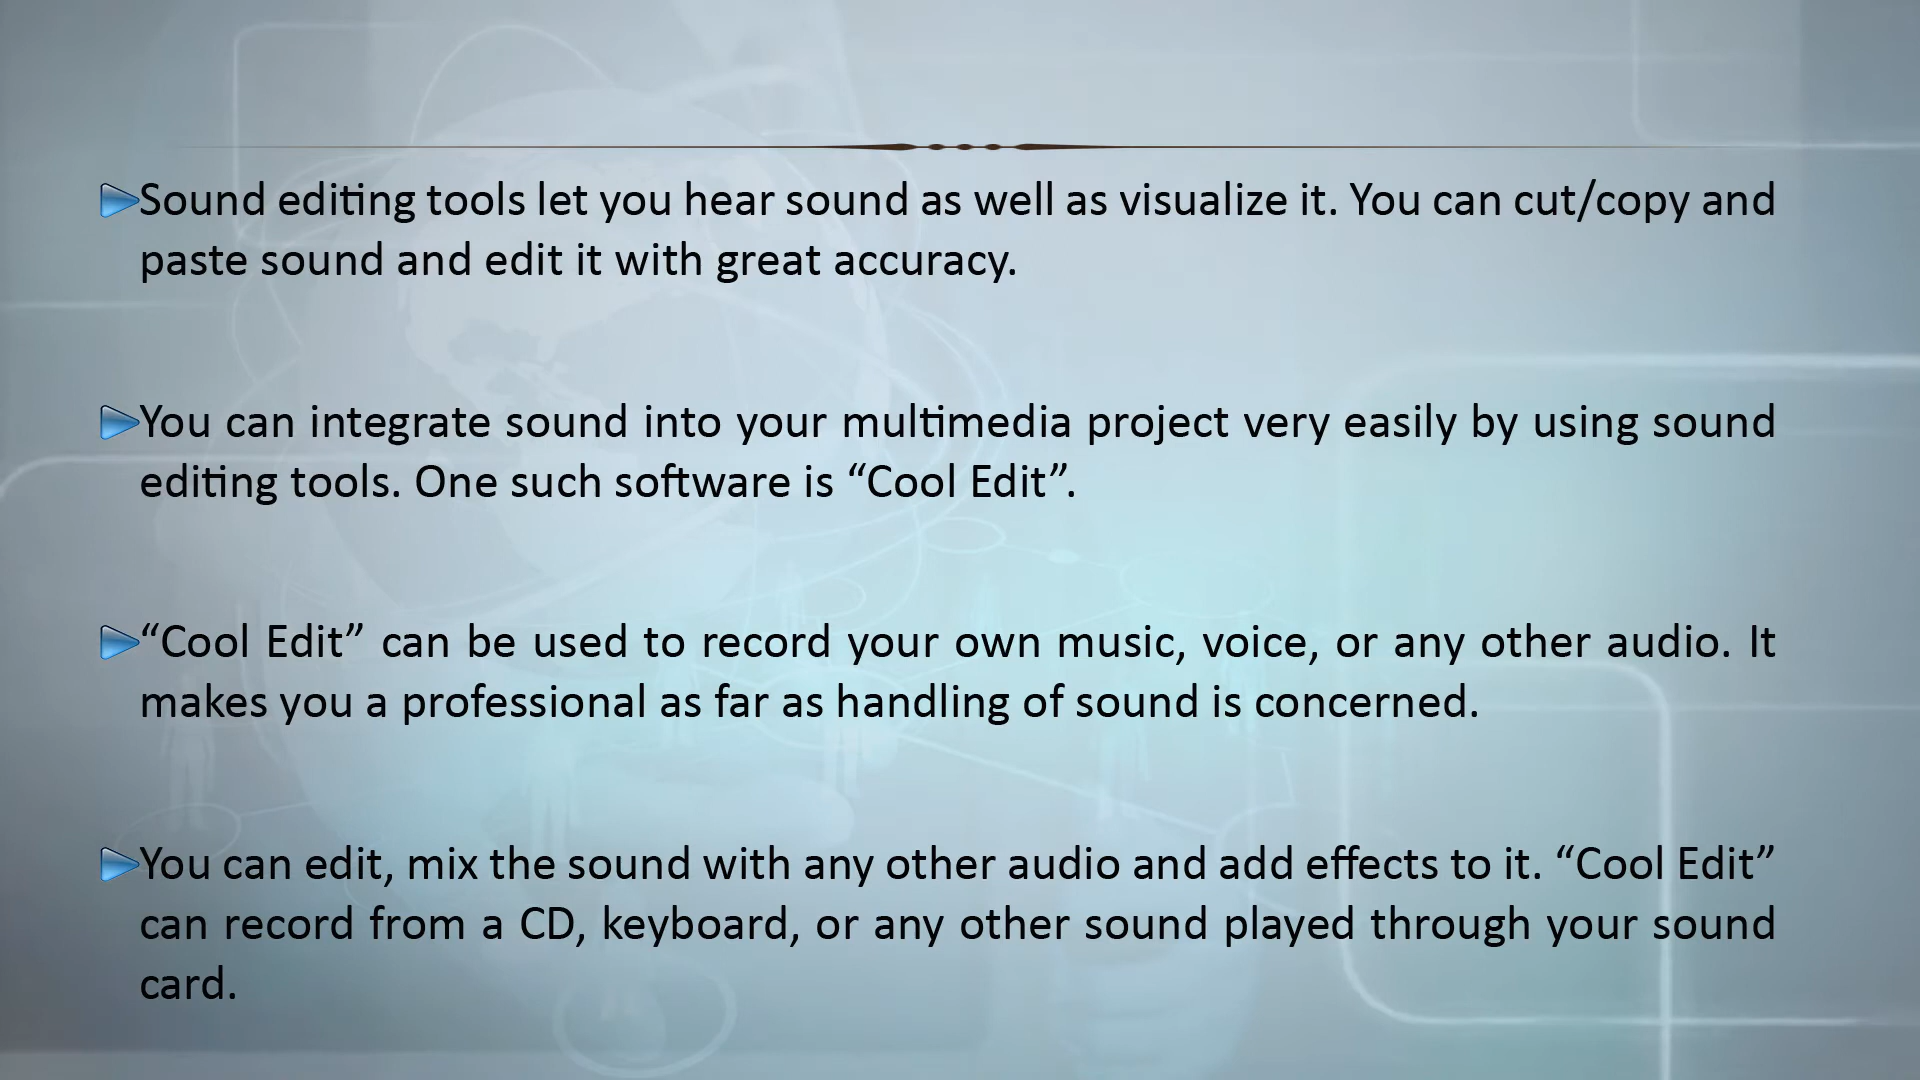 Sound editing tools let you hear sound as well as visualize it. You can cut/copy and
paste sound and edit it with great accuracy.
You can integrate sound into your multimedia project very easily by using sound
editing tools. One such software is “Cool Edit”.
“Cool Edit” can be used to record your own music, voice, or any other audio. It
makes you a professional as far as handling of sound is concerned.
You can edit, mix the sound with any other audio and add effects to it. “Cool Edit”
can record from a CD, keyboard, or any other sound played through your sound
card.